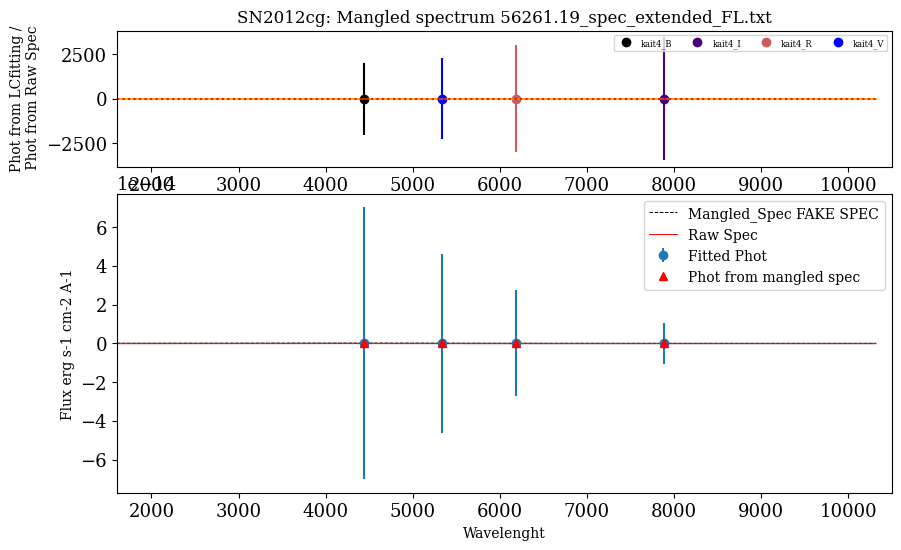 SN2012cg: Mangled spectrum 56261.19_spec_extended_FL.txt
Phot from LCfitting /
Phot from Raw Spec
2500
0
−2500
kait4_B kait4_I kait4_R kait4_V
2000 3000 4000 5000 6000 7000 8000 9000 10000
1e−14
Flux erg s-1 cm-2 A-1
6
4
2
0
−2
−4
−6
Mangled_Spec FAKE SPEC
Raw Spec
Fitted Phot
Phot from mangled spec
2000 3000 4000 5000 6000 7000 8000 9000 10000
Wavelenght